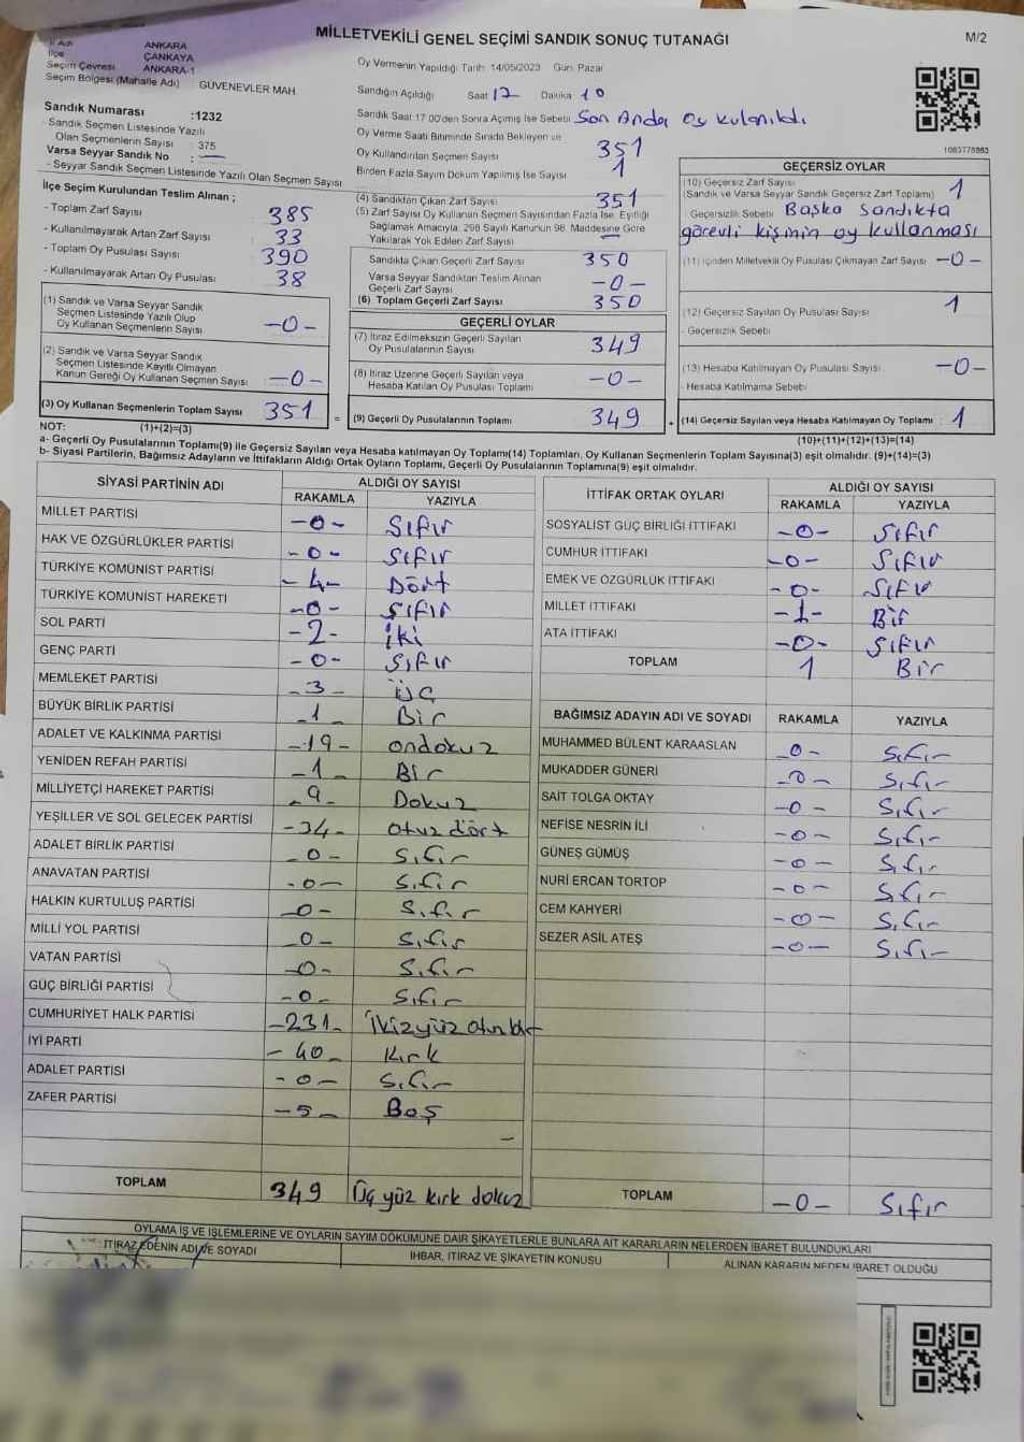 MİLLETVEKİLİ GENEL SEÇİMİ SANDIK SONUÇ TUTANAĞI
M/2
İl Adı ANKARA
İlçe ÇANKAYA
Seçim Çevresi ANKARA-1
Seçim Bölgesi (Mahalle Adı) GÜVENEVLER MAH.
Oy Vermenin Yapıldığı Tarih: 14/05/2023 Gün: Pazar
Sandığın Açıldığı Saat 17 Dakika 10
Sandık Saat 17.00'den Sonra Açılmış İse Sebebi Son Anda Oy kulanıldı
Oy Verme Saati Bitiminde Sırada Bekleyen ve
Oy Kullandırılan Seçmen Sayısı 351
Birden Fazla Sayım Döküm Yapılmış İse Sayısı 1
Sandık Numarası :1232
- Sandık Seçmen Listesinde Yazılı
Olan Seçmenlerin Sayısı 375
Varsa Seyyar Sandık No : —
- Seyyar Sandık Seçmen Listesinde Yazılı Olan Seçmen Sayısı
İlçe Seçim Kurulundan Teslim Alınan ;
- Toplam Zarf Sayısı 385
- Kullanılmayarak Artan Zarf Sayısı 33
- Toplam Oy Pusulası Sayısı 390
- Kullanılmayarak Artan Oy Pusulası 38
(1) Sandık ve Varsa Seyyar Sandık
Seçmen Listesinde Yazılı Olup
Oy Kullanan Seçmenlerin Sayısı -0-
(2) Sandık ve Varsa Seyyar Sandık
Seçmen Listesinde Kayıtlı Olmayan
Kanun Gereği Oy Kullanan Seçmen Sayısı -0-
(3) Oy Kullanan Seçmenlerin Toplam Sayısı 351 =
(4) Sandıktan Çıkan Zarf Sayısı 351
(5) Zarf Sayısı Oy Kullanan Seçmen Sayısından Fazla İse, Eşitliği
Sağlamak Amacıyla, 298 Sayılı Kanunun 98. Maddesine Göre
Yakılarak Yok Edilen Zarf Sayısı
Sandıkta Çıkan Geçerli Zarf Sayısı 350
Varsa Seyyar Sandıktan Teslim Alınan
Geçerli Zarf Sayısı -0-
(6) Toplam Geçerli Zarf Sayısı 350
GEÇERLİ OYLAR
(7) İtiraz Edilmeksizin Geçerli Sayılan
Oy Pusulalarının Sayısı 349
(8) İtiraz Üzerine Geçerli Sayılan veya
Hesaba Katılan Oy Pusulası Toplamı -0-
(9) Geçerli Oy Pusulalarının Toplamı 349 +
1063778863
GEÇERSİZ OYLAR
(10) Geçersiz Zarf Sayısı
(Sandık ve Varsa Seyyar Sandık Geçersiz Zarf Toplamı) 1
Geçersizlik Sebebi Başka sandıkta
görevli kişinin oy kullanması
(11) İçinden Milletvekili Oy Pusulası Çıkmayan Zarf Sayısı -0-
(12) Geçersiz Sayılan Oy Pusulası Sayısı 1
- Geçersizlik Sebebi
(13) Hesaba Katılmayan Oy Pusulası Sayısı -0-
- Hesaba Katılmama Sebebi
(14) Geçersiz Sayılan veya Hesaba Katılmayan Oy Toplamı 1
NOT: (1)+(2)=(3)
(10)+(11)+(12)+(13)=(14)
a- Geçerli Oy Pusulalarının Toplamı(9) ile Geçersiz Sayılan veya Hesaba katılmayan Oy Toplamı(14) Toplamları, Oy Kullanan Seçmenlerin Toplam Sayısına(3) eşit olmalıdır. (9)+(14)=(3)
b- Siyasi Partilerin, Bağımsız Adayların ve İttifakların Aldığı Ortak Oyların Toplamı, Geçerli Oy Pusulalarının Toplamına(9) eşit olmalıdır.
SİYASİ PARTİNİN ADI ALDIĞI OY SAYISI
RAKAMLA YAZIYLA
MİLLET PARTİSİ -0- Sıfır
HAK VE ÖZGÜRLÜKLER PARTİSİ -0- Sıfır
TÜRKİYE KOMÜNİST PARTİSİ -4- Dört
TÜRKİYE KOMÜNİST HAREKETİ -0- Sıfır
SOL PARTİ -2- iki
GENÇ PARTİ -0- Sıfır
MEMLEKET PARTİSİ -3- üç
BÜYÜK BİRLİK PARTİSİ -1- Bir
ADALET VE KALKINMA PARTİSİ -19- ondokuz
YENİDEN REFAH PARTİSİ -1- Bir
MİLLİYETÇİ HAREKET PARTİSİ -9- Dokuz
YEŞİLLER VE SOL GELECEK PARTİSİ -34- otuz dört
ADALET BİRLİK PARTİSİ -0- Sıfır
ANAVATAN PARTİSİ -0- Sıfır
HALKIN KURTULUŞ PARTİSİ -0- Sıfır
MİLLİ YOL PARTİSİ -0- Sıfır
VATAN PARTİSİ -0- Sıfır
GÜÇ BİRLİĞİ PARTİSİ -0- Sıfır
CUMHURİYET HALK PARTİSİ -231- İkizyüz otuz bir
İYİ PARTİ -40- Kırk
ADALET PARTİSİ -0- Sıfır
ZAFER PARTİSİ -5- Beş
TOPLAM 349 Üç yüz kırk dokuz
İTTİFAK ORTAK OYLARI ALDIĞI OY SAYISI
RAKAMLA YAZIYLA
SOSYALİST GÜÇ BİRLİĞİ İTTİFAKI -0- Sıfır
CUMHUR İTTİFAKI -0- Sıfır
EMEK VE ÖZGÜRLÜK İTTİFAKI -0- Sıfır
MİLLET İTTİFAKI -1- Bir
ATA İTTİFAKI -0- Sıfır
TOPLAM 1 Bir
BAĞIMSIZ ADAYIN ADI VE SOYADI RAKAMLA YAZIYLA
MUHAMMED BÜLENT KARAASLAN -0- Sıfır
MUKADDER GÜNERİ -0- Sıfır
SAİT TOLGA OKTAY -0- Sıfır
NEFİSE NESRİN İLİ -0- Sıfır
GÜNEŞ GÜMÜŞ -0- Sıfır
NURİ ERCAN TORTOP -0- Sıfır
CEM KAHYERİ -0- Sıfır
SEZER ASİL ATEŞ -0- Sıfır
TOPLAM -0- Sıfır
OYLAMA İŞ VE İŞLEMLERİNE VE OYLARIN SAYIM DÖKÜMÜNE DAİR ŞİKAYETLERLE BUNLARA AİT KARARLARIN NELERDEN İBARET BULUNDUKLARI
İTİRAZ EDENİN ADI VE SOYADI İHBAR, İTİRAZ VE ŞİKAYETİN KONUSU ALINAN KARARIN NEDEN İBARET OLDUĞU